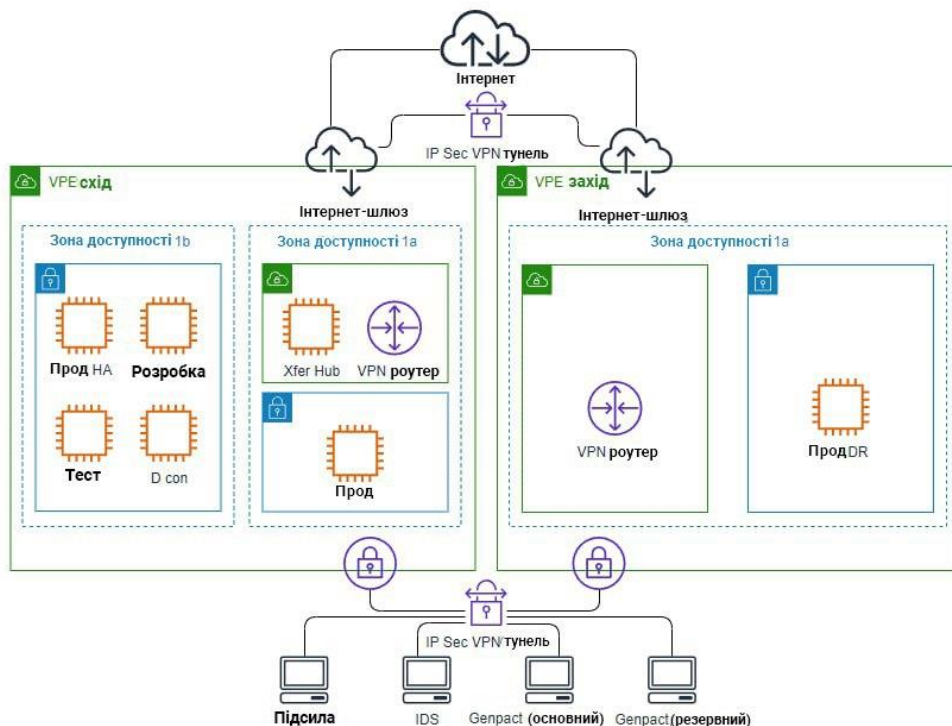 Інтернет
IP Sec VPN тунель
VPE схід
VPE захід
Інтернет-шлюз
Інтернет-шлюз
Зона доступності 1b
Зона доступності 1a
Зона доступності 1a
Прод HA
Розробка
Xfer Hub
VPN роутер
Тест
D con
Прод
VPN роутер
Прод DR
IP Sec VPN/тунель
Підсила
IDS
Genpact (основний)
Genpact (резервний)